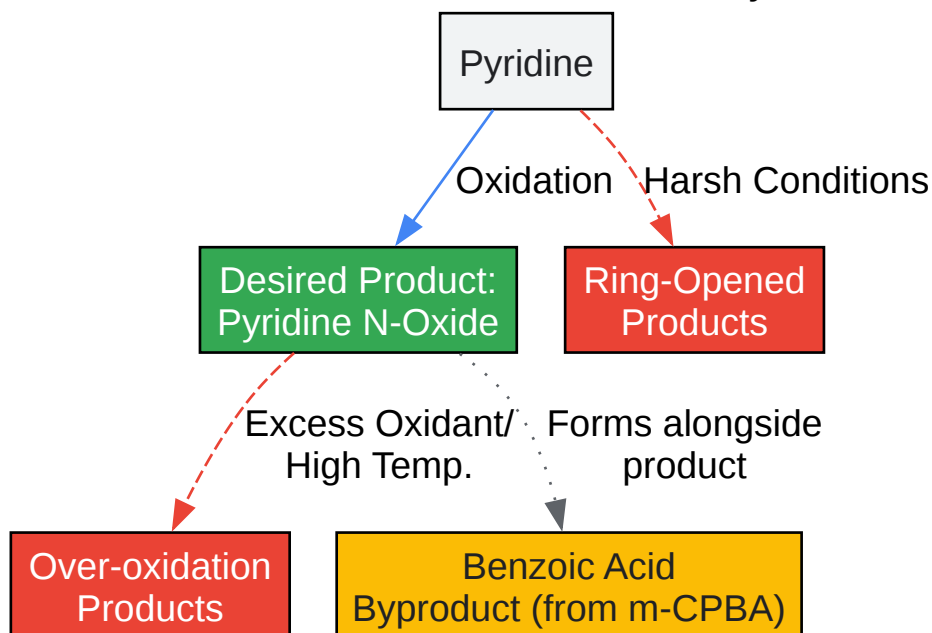 Pyridine
Oxidation
Harsh Conditions
Desired Product:
Pyridine N-Oxide
Ring-Opened
Products
Excess Oxidant/
High Temp.
Forms alongside
product
Over-oxidation
Products
Benzoic Acid
Byproduct (from m-CPBA)